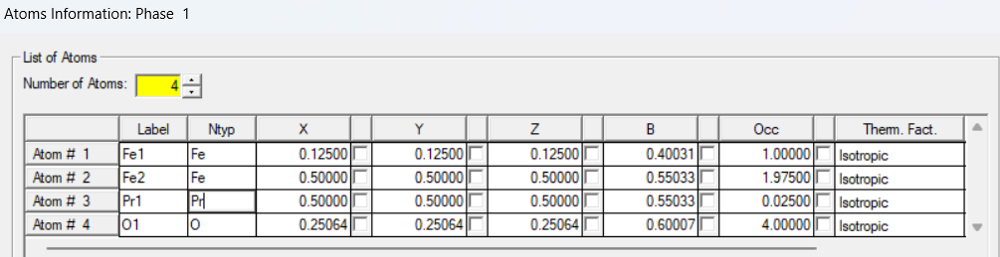 Atoms Information: Phase 1
List of Atoms
Number of Atoms: 4
Label Ntyp X Y Z B Occ Therm. Fact.
Atom # 1 Fe1 Fe 0.12500 0.12500 0.12500 0.40031 1.00000 Isotropic
Atom # 2 Fe2 Fe 0.50000 0.50000 0.50000 0.55033 1.97500 Isotropic
Atom # 3 Pr1 Pr 0.50000 0.50000 0.50000 0.55033 0.02500 Isotropic
Atom # 4 O1 O 0.25064 0.25064 0.25064 0.60007 4.00000 Isotropic